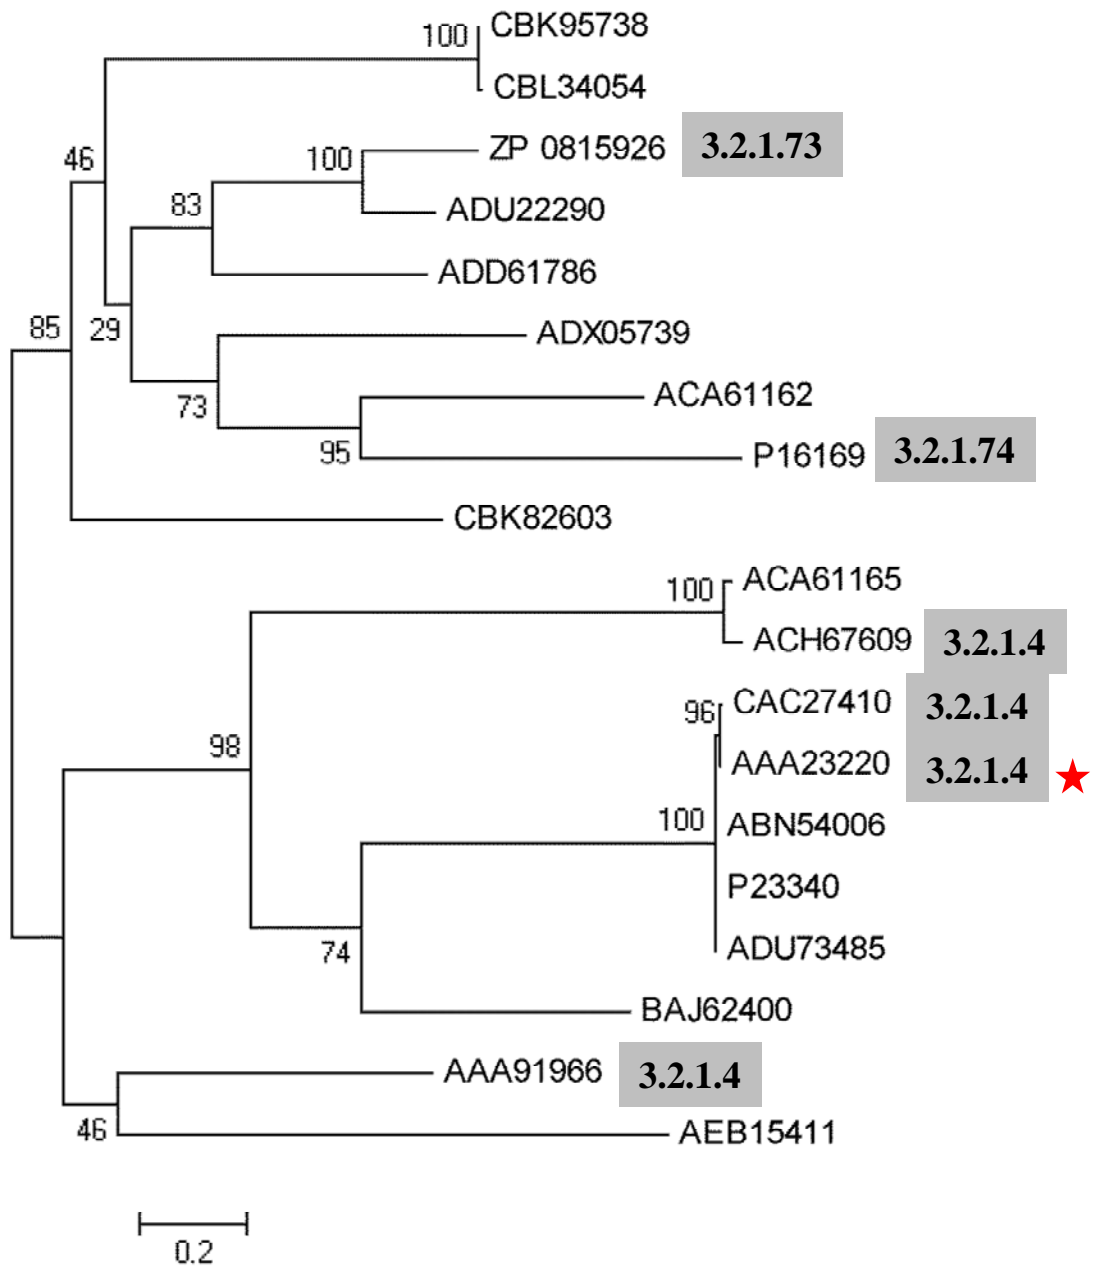 100 CBK95738
CBL34054
ZP 0815926 3.2.1.73
46 100
83 ADU22290
ADD61786
85 29 ADX05739
73 ACA61162
95 P16169 3.2.1.74
CBK82603
100 ACA61165
ACH67609 3.2.1.4
96 CAC27410 3.2.1.4
98 AAA23220 3.2.1.4
100 ABN54006
P23340
74 ADU73485
BAJ62400
AAA91966 3.2.1.4
46 AEB15411
0.2